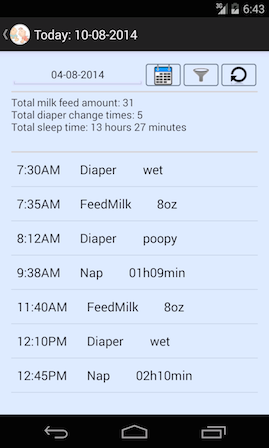 3G 6:43
Today: 10-08-2014
04-08-2014
Total milk feed amount: 31
Total diaper change times: 5
Total sleep time: 13 hours 27 minutes
7:30AM Diaper wet
7:35AM FeedMilk 8oz
8:12AM Diaper poopy
9:38AM Nap 01h09min
11:40AM FeedMilk 8oz
12:10PM Diaper wet
12:45PM Nap 02h10min